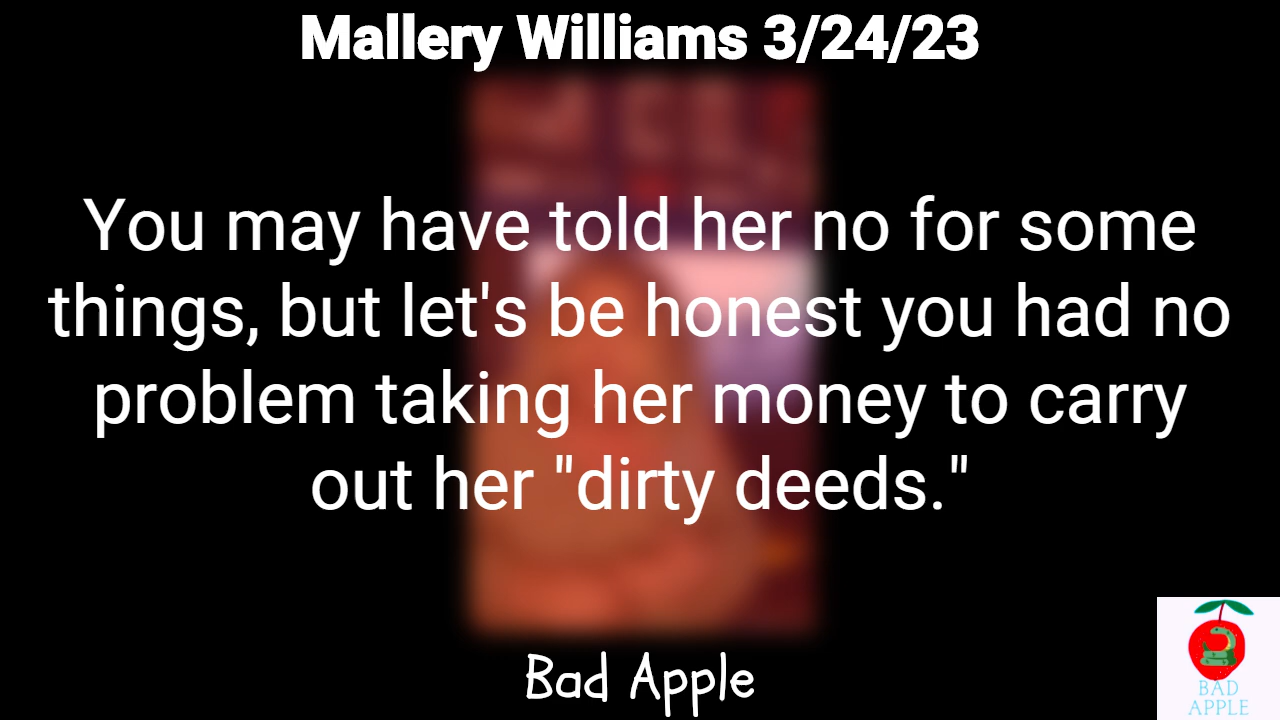 Mallery Williams 3/24/23
You may have told her no for some
things, but let's be honest you had no
problem taking her money to carry
out her "dirty deeds."
Bad Apple
BAD
APPLE